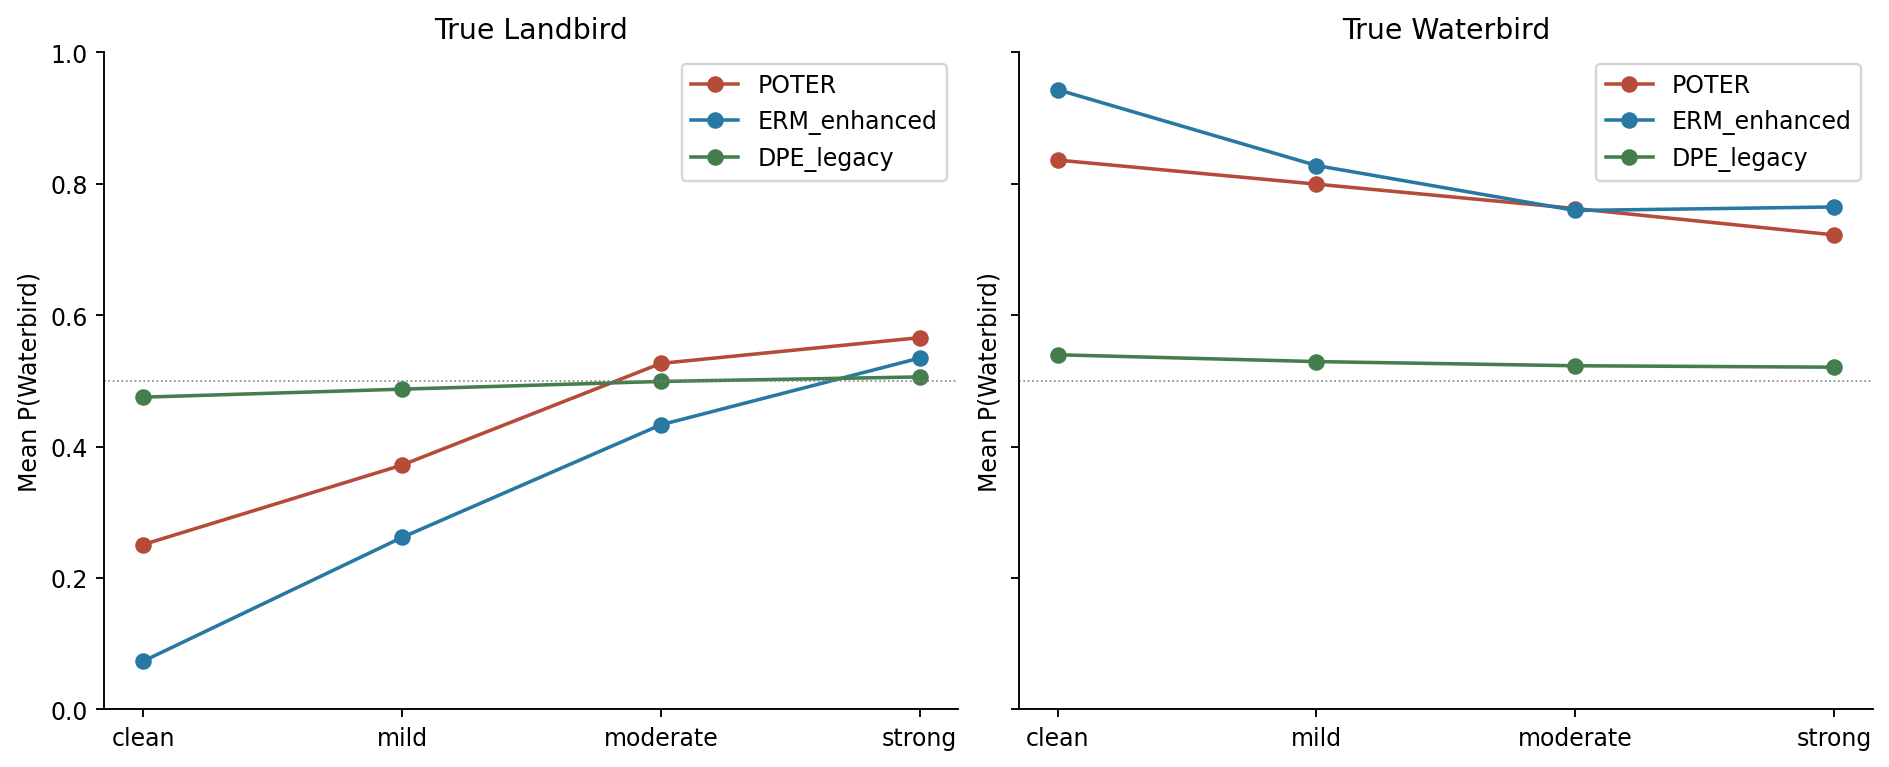 True Landbird
POTER
ERM_enhanced
DPE_legacy
Mean P(Waterbird)
1.0
0.8
0.6
0.4
0.2
0.0
clean
mild
moderate
strong
True Waterbird
POTER
ERM_enhanced
DPE_legacy
Mean P(Waterbird)
clean
mild
moderate
strong